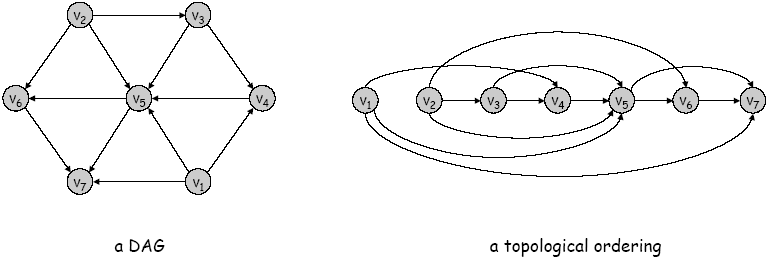 v2 v3
v6 v5 v4
v7 v1
v1 v2 v3 v4 v5 v6 v7
a DAG
a topological ordering